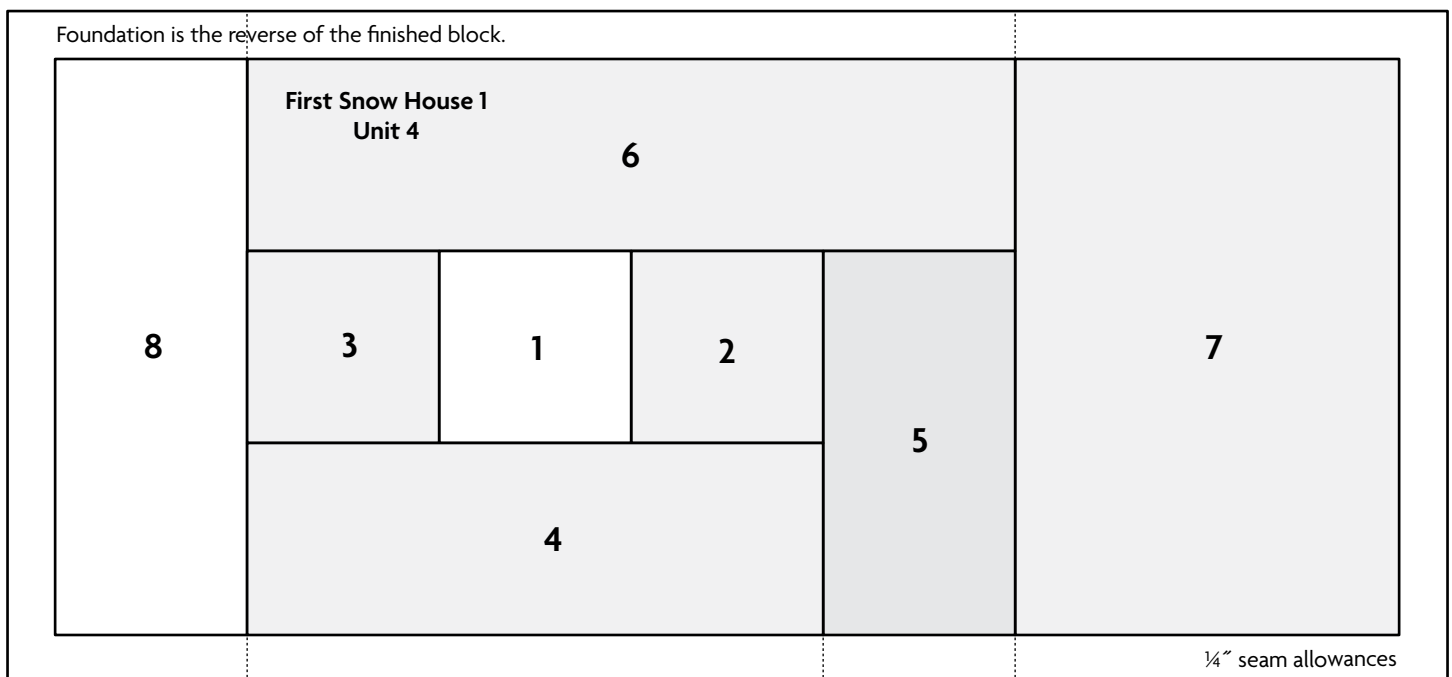 Foundation is the reverse of the finished block.
First Snow House 1
Unit 4
6
8
3
1
2
7
5
4
¼˝ seam allowances